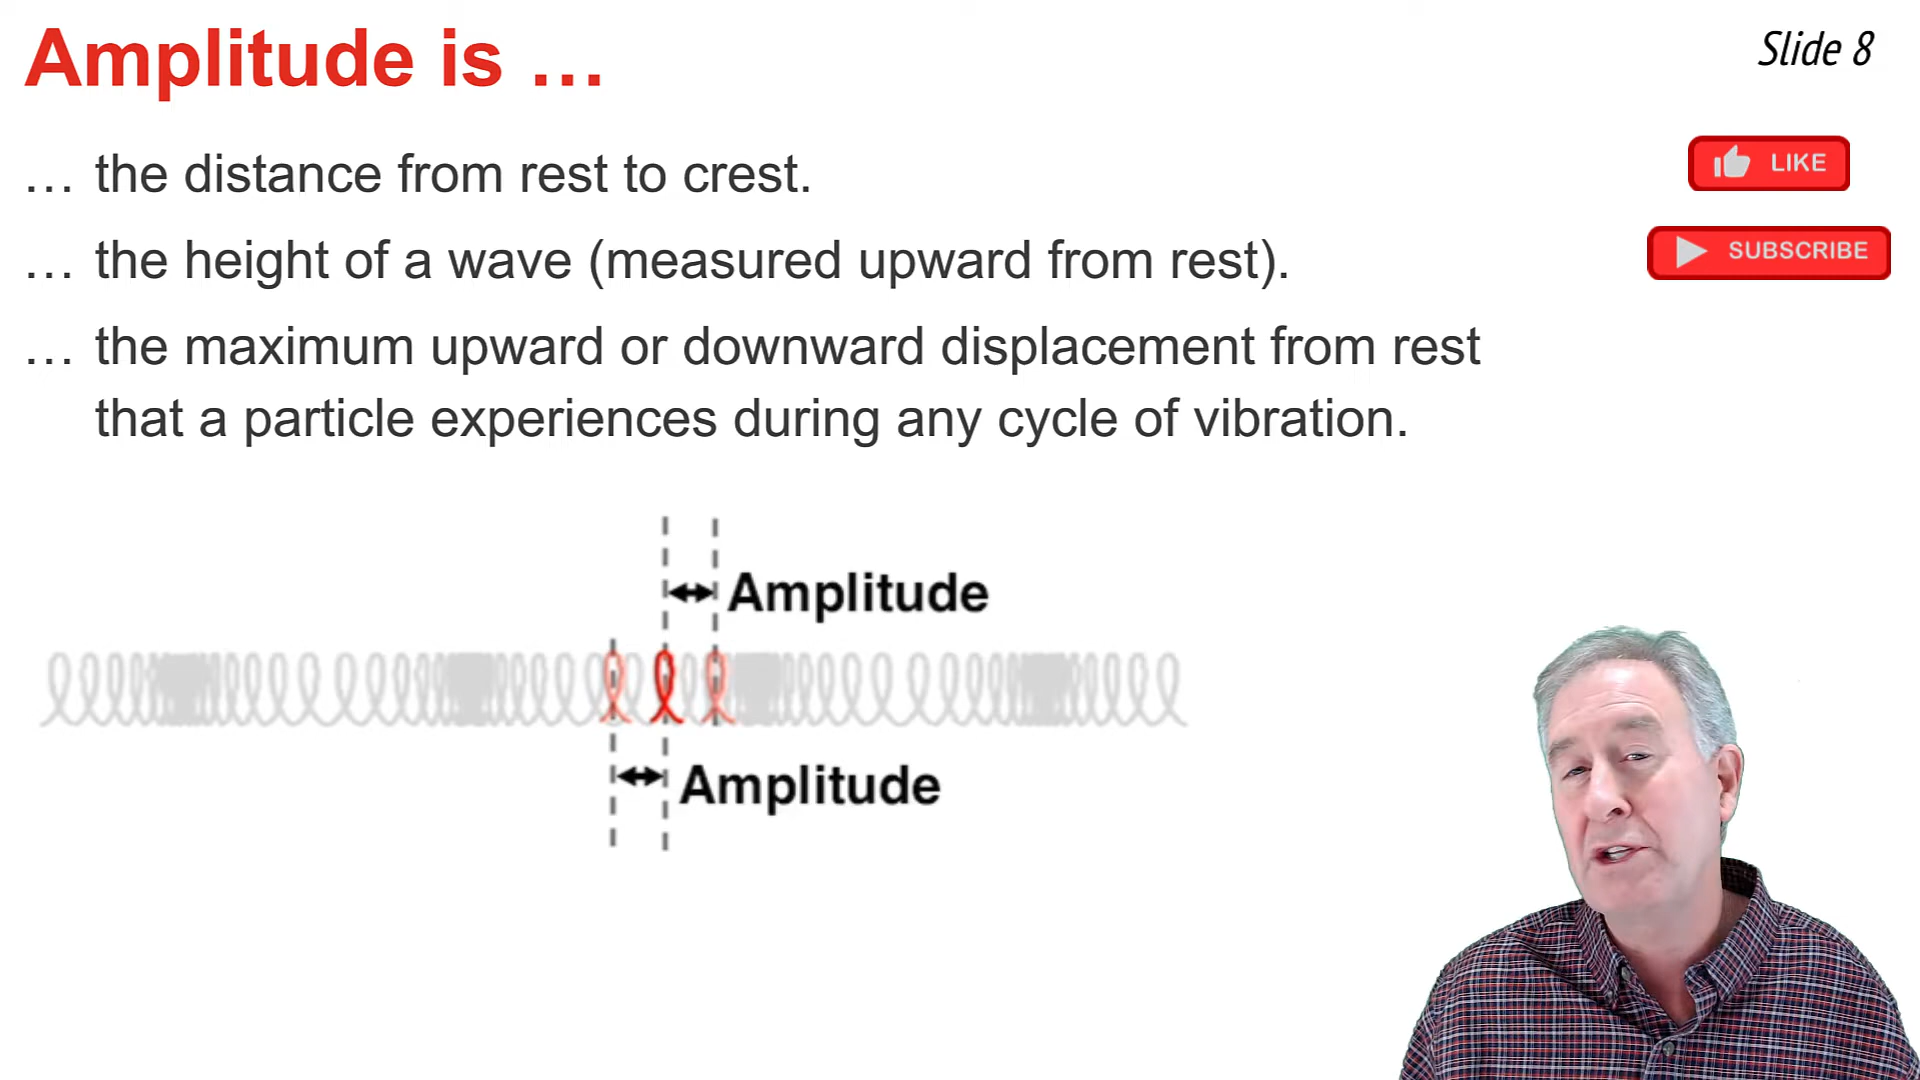 Amplitude is …
Slide 8
… the distance from rest to crest.
LIKE
… the height of a wave (measured upward from rest).
SUBSCRIBE
… the maximum upward or downward displacement from rest
that a particle experiences during any cycle of vibration.
Amplitude
Amplitude